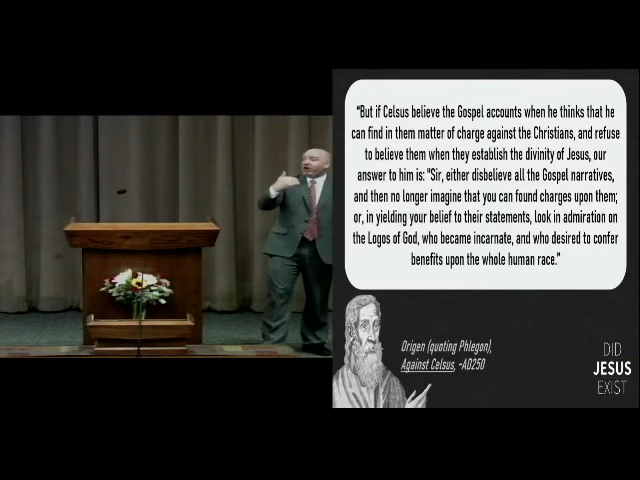 “But if Celsus believe the Gospel accounts when he thinks that he
can find in them matter of charge against the Christians, and refuse
to believe them when they establish the divinity of Jesus, our
answer to him is: "Sir, either disbelieve all the Gospel narratives,
and then no longer imagine that you can found charges upon them;
or, in yielding your belief to their statements, look in admiration on
the Logos of God, who became incarnate, and who desired to confer
benefits upon the whole human race.”
Origen (quoting Phlegon),
Against Celsus, ~AD250
DID
JESUS
EXIST